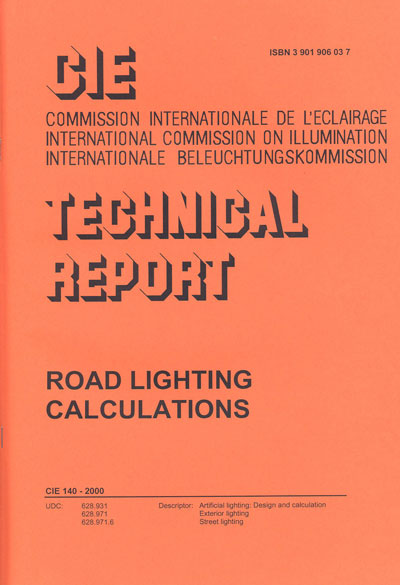 ISBN 3 901 906 03 7
CIE
COMMISSION INTERNATIONALE DE L'ECLAIRAGE
INTERNATIONAL COMMISSION ON ILLUMINATION
INTERNATIONALE BELEUCHTUNGSKOMMISSION
TECHNICAL
REPORT
ROAD LIGHTING
CALCULATIONS
CIE 140 - 2000
UDC: 628.931 Descriptor: Artificial lighting: Design and calculation
628.971 Exterior lighting
628.971.6 Street lighting